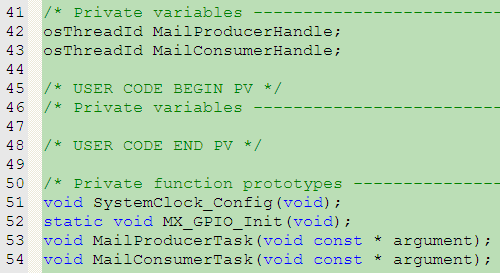 41 /* Private variables ---------------------------
42 osThreadId MailProducerHandle;
43 osThreadId MailConsumerHandle;
44
45 /* USER CODE BEGIN PV */
46 /* Private variables ---------------------------
47
48 /* USER CODE END PV */
49
50 /* Private function prototypes ----------------
51 void SystemClock_Config(void);
52 static void MX_GPIO_Init(void);
53 void MailProducerTask(void const * argument);
54 void MailConsumerTask(void const * argument);